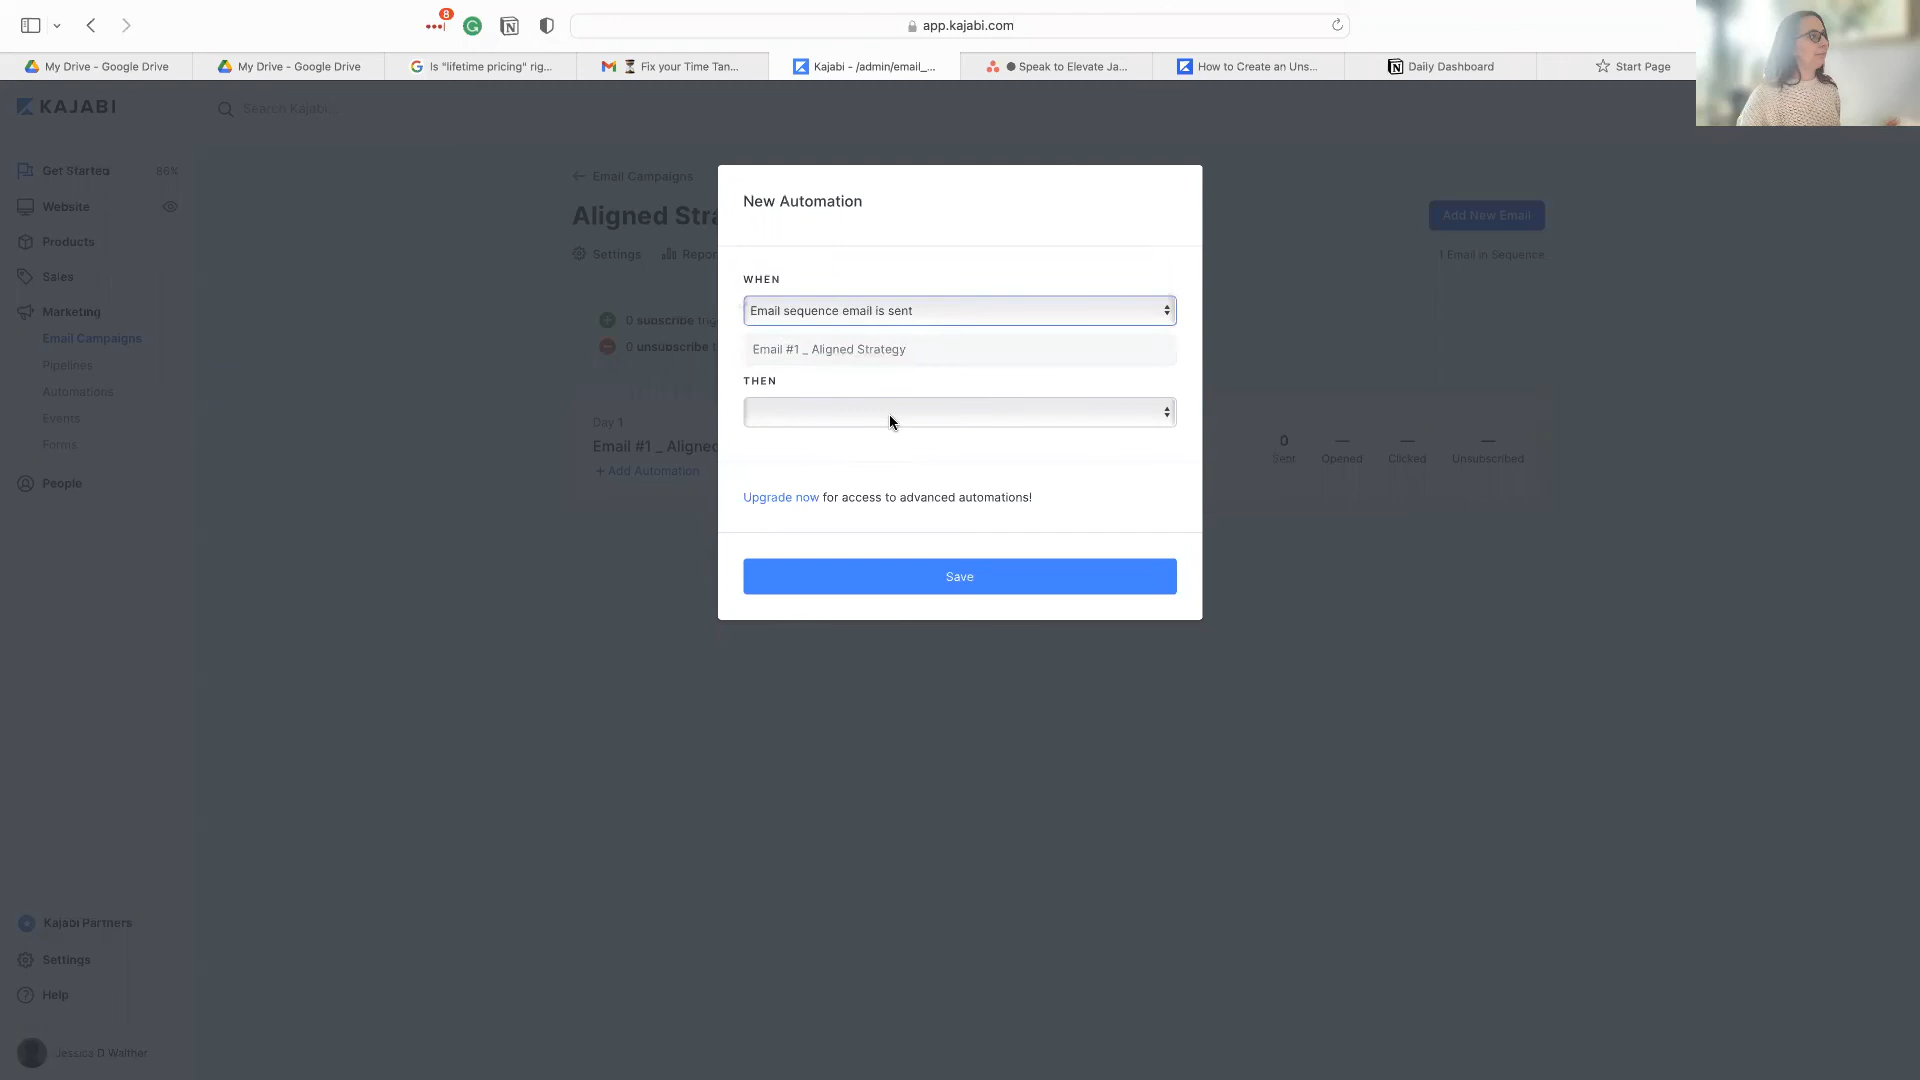 8
app.kajabi.com
My Drive - Google Drive
My Drive - Google Drive
Is "lifetime pricing" rig...
Fix your Time Tan...
Kajabi - /admin/email_...
Speak to Elevate Ja...
How to Create an Uns...
Daily Dashboard
Start Page
KAJABI
Search Kajabi...
Get Started 86%
Website
Products
Sales
Marketing
Email Campaigns
Pipelines
Automations
Events
Forms
People
Kajabi Partners
Settings
Help
Jessica D Walther
Email Campaigns
Aligned Stra
Add New Email
Settings
Repor
1 Email in Sequence
0 subscribe
0 unsubscribe
Day 1
Email #1 _ Aligned
+ Add Automation
0
Sent
Opened
Clicked
Unsubscribed
New Automation
WHEN
Email sequence email is sent
Email #1 _ Aligned Strategy
THEN
Upgrade now for access to advanced automations!
Save